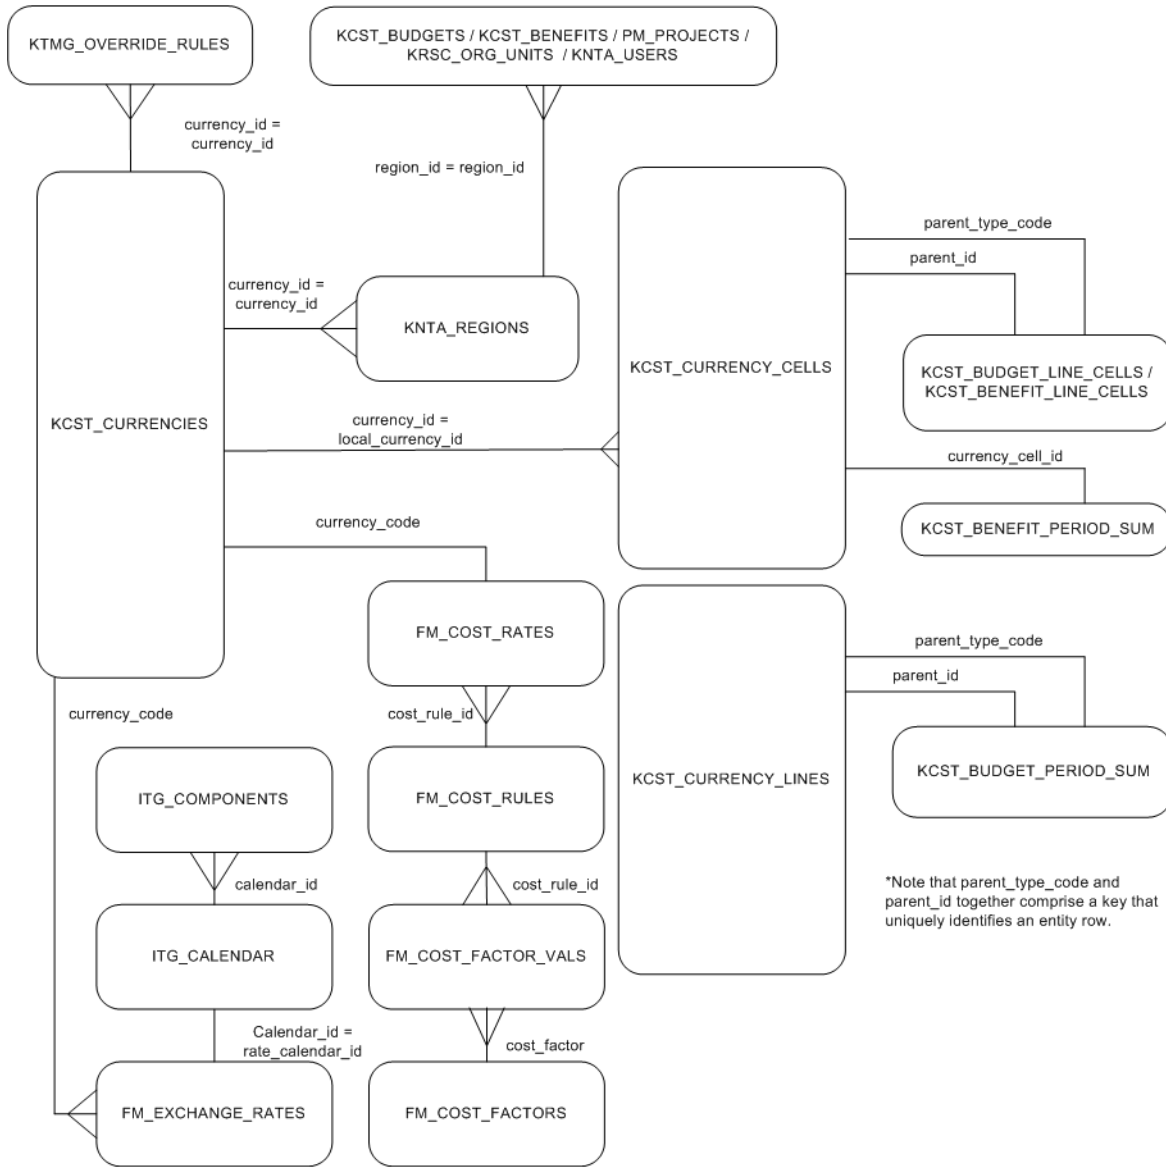 KTMG_OVERRIDE_RULES
KCST_BUDGETS / KCST_BENEFITS / PM_PROJECTS /
KRSC_ORG_UNITS / KNTA_USERS
currency_id =
currency_id
region_id = region_id
parent_type_code
parent_id
currency_id =
currency_id
KNTA_REGIONS
KCST_CURRENCY_CELLS
KCST_BUDGET_LINE_CELLS /
KCST_BENEFIT_LINE_CELLS
KCST_CURRENCIES
currency_id =
local_currency_id
currency_cell_id
currency_code
KCST_BENEFIT_PERIOD_SUM
FM_COST_RATES
parent_type_code
parent_id
currency_code
cost_rule_id
KCST_CURRENCY_LINES
KCST_BUDGET_PERIOD_SUM
ITG_COMPONENTS
FM_COST_RULES
calendar_id
cost_rule_id
*Note that parent_type_code and
parent_id together comprise a key that
uniquely identifies an entity row.
ITG_CALENDAR
FM_COST_FACTOR_VALS
Calendar_id =
rate_calendar_id
cost_factor
FM_EXCHANGE_RATES
FM_COST_FACTORS